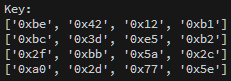 Key:
['0xbe', '0x42', '0x12', '0xb1']
['0xbc', '0x3d', '0xe5', '0xb2']
['0x2f', '0xbb', '0x5a', '0x2c']
['0xa0', '0x2d', '0x77', '0x5e']